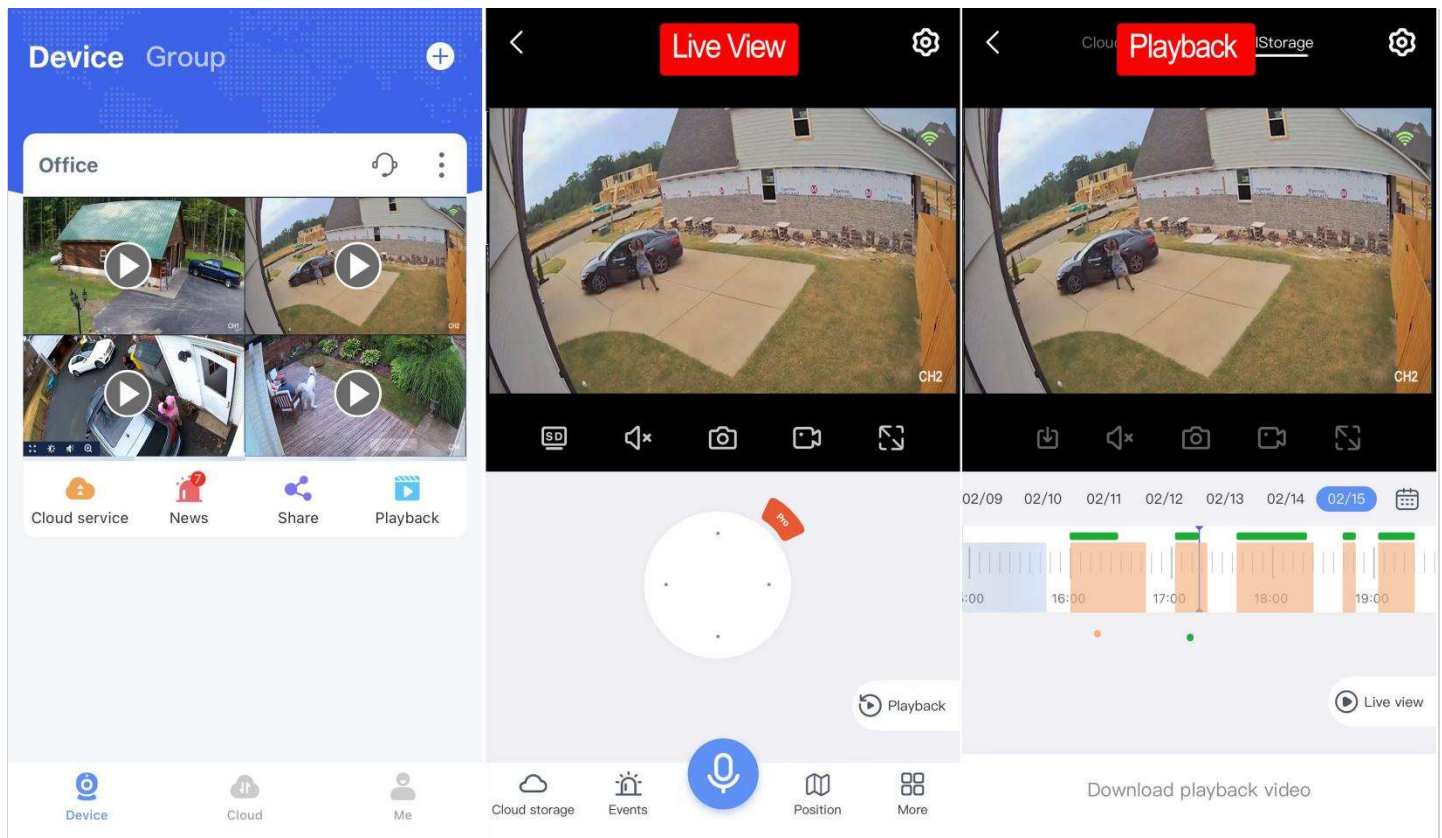 Device Group
Office
CH1
CH2
Cloud service
News
7
Share
Playback
Device
Cloud
Me
Live View
CH2
SD
Pro
Playback
Cloud storage
Events
Position
More
Playback
lStorage
CH2
02/09 02/10 02/11 02/12 02/13 02/14 02/15
:00 16:00 17:00 18:00 19:00
Live view
Download playback video